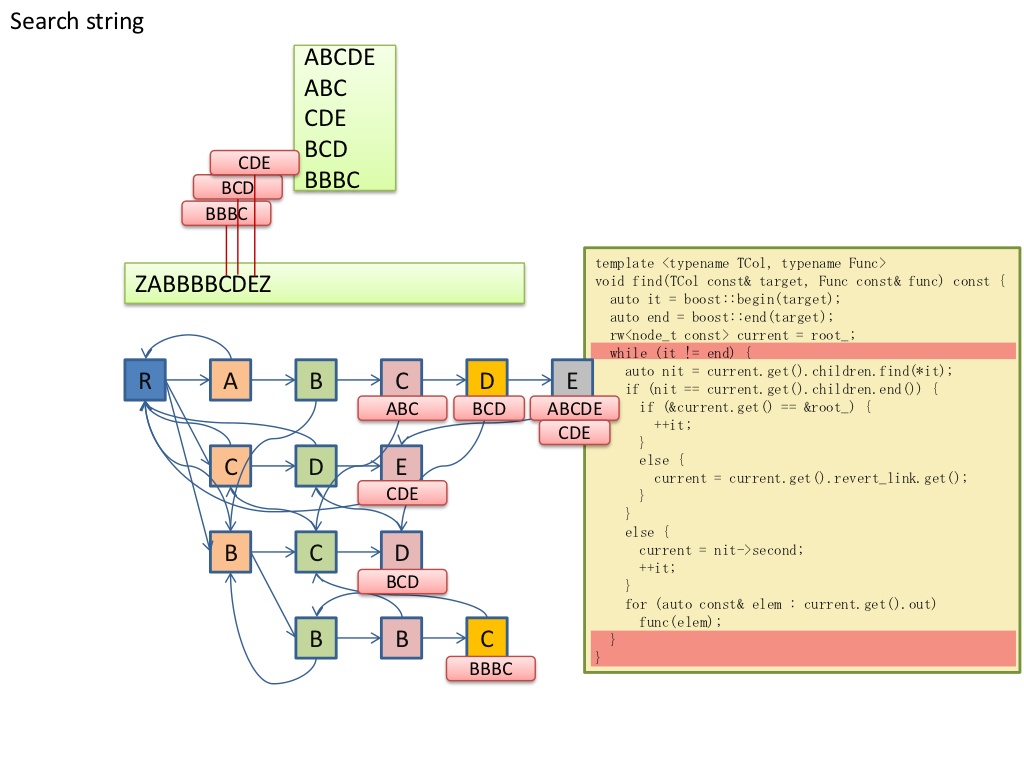 Search string
ABCDE
ABC
CDE
BCD
BBBC
CDE
BCD
BBBC
ZABBBBCDEZ
R A B C D E
ABC BCD ABCDE
CDE
C D E
CDE
B C D
BCD
B B C
BBBC
template <typename TCol, typename Func>
void find(TCol const& target, Func const& func) const {
auto it = boost::begin(target);
auto end = boost::end(target);
rw<node_t const> current = root_;
while (it != end) {
auto nit = current.get().children.find(*it);
if (nit == current.get().children.end()) {
if (&current.get() == &root_) {
++it;
}
else {
current = current.get().revert_link.get();
}
}
else {
current = nit->second;
++it;
}
for (auto const& elem : current.get().out)
func(elem);
}
}